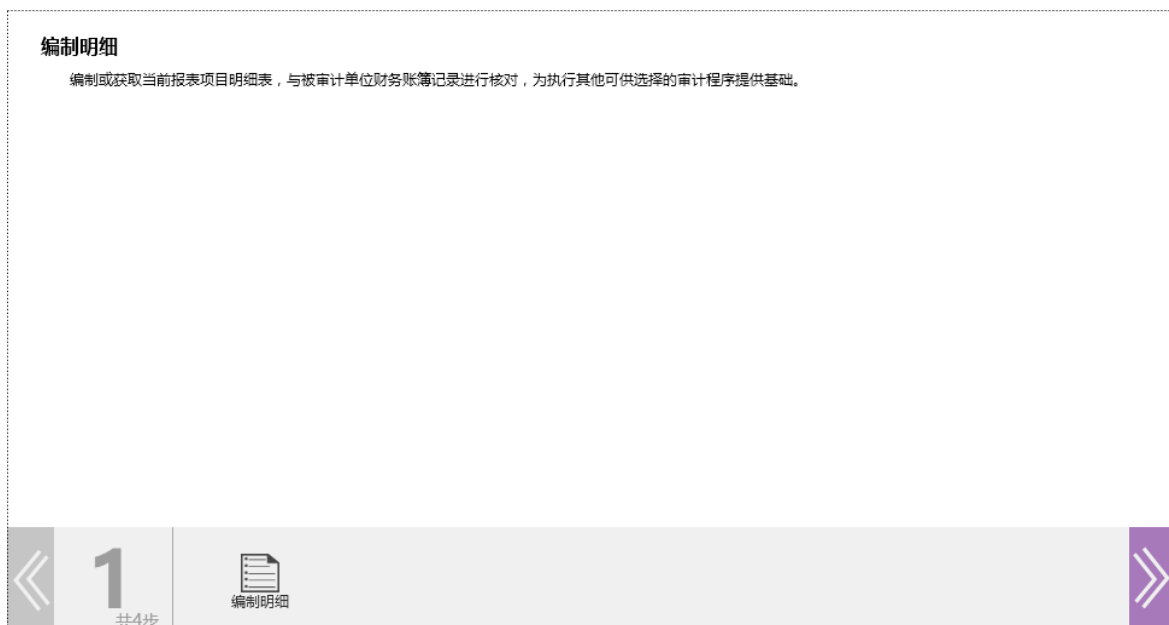 编制明细
编制或获取当前报表项目明细表，与被审计单位财务账簿记录进行核对，为执行其他可供选择的审计程序提供基础。
1
共4步
编制明细